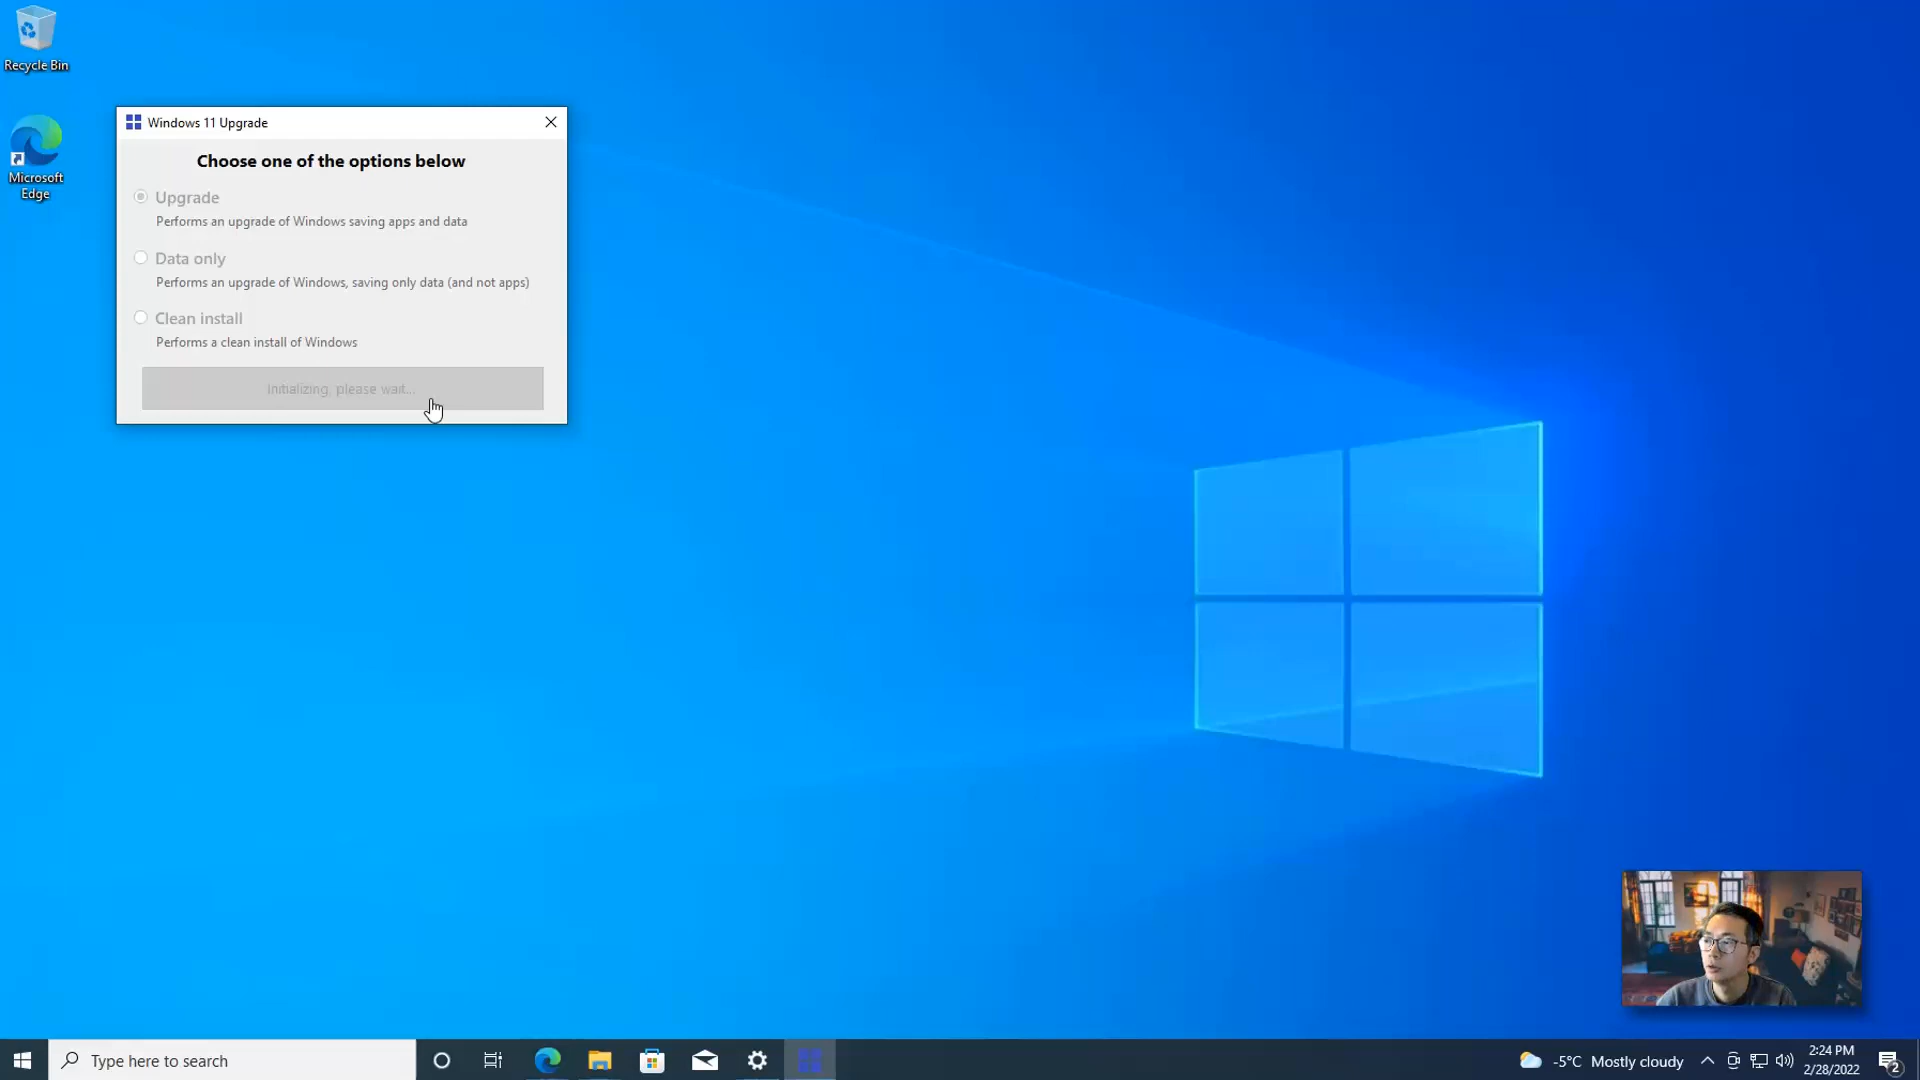 Recycle Bin
Microsoft
Edge
Windows 11 Upgrade
Choose one of the options below
Upgrade
Performs an upgrade of Windows saving apps and data
Data only
Performs an upgrade of Windows, saving only data (and not apps)
Clean install
Performs a clean install of Windows
Initializing, please wait...
Type here to search
-5°C Mostly cloudy
2:24 PM
2/28/2022
2